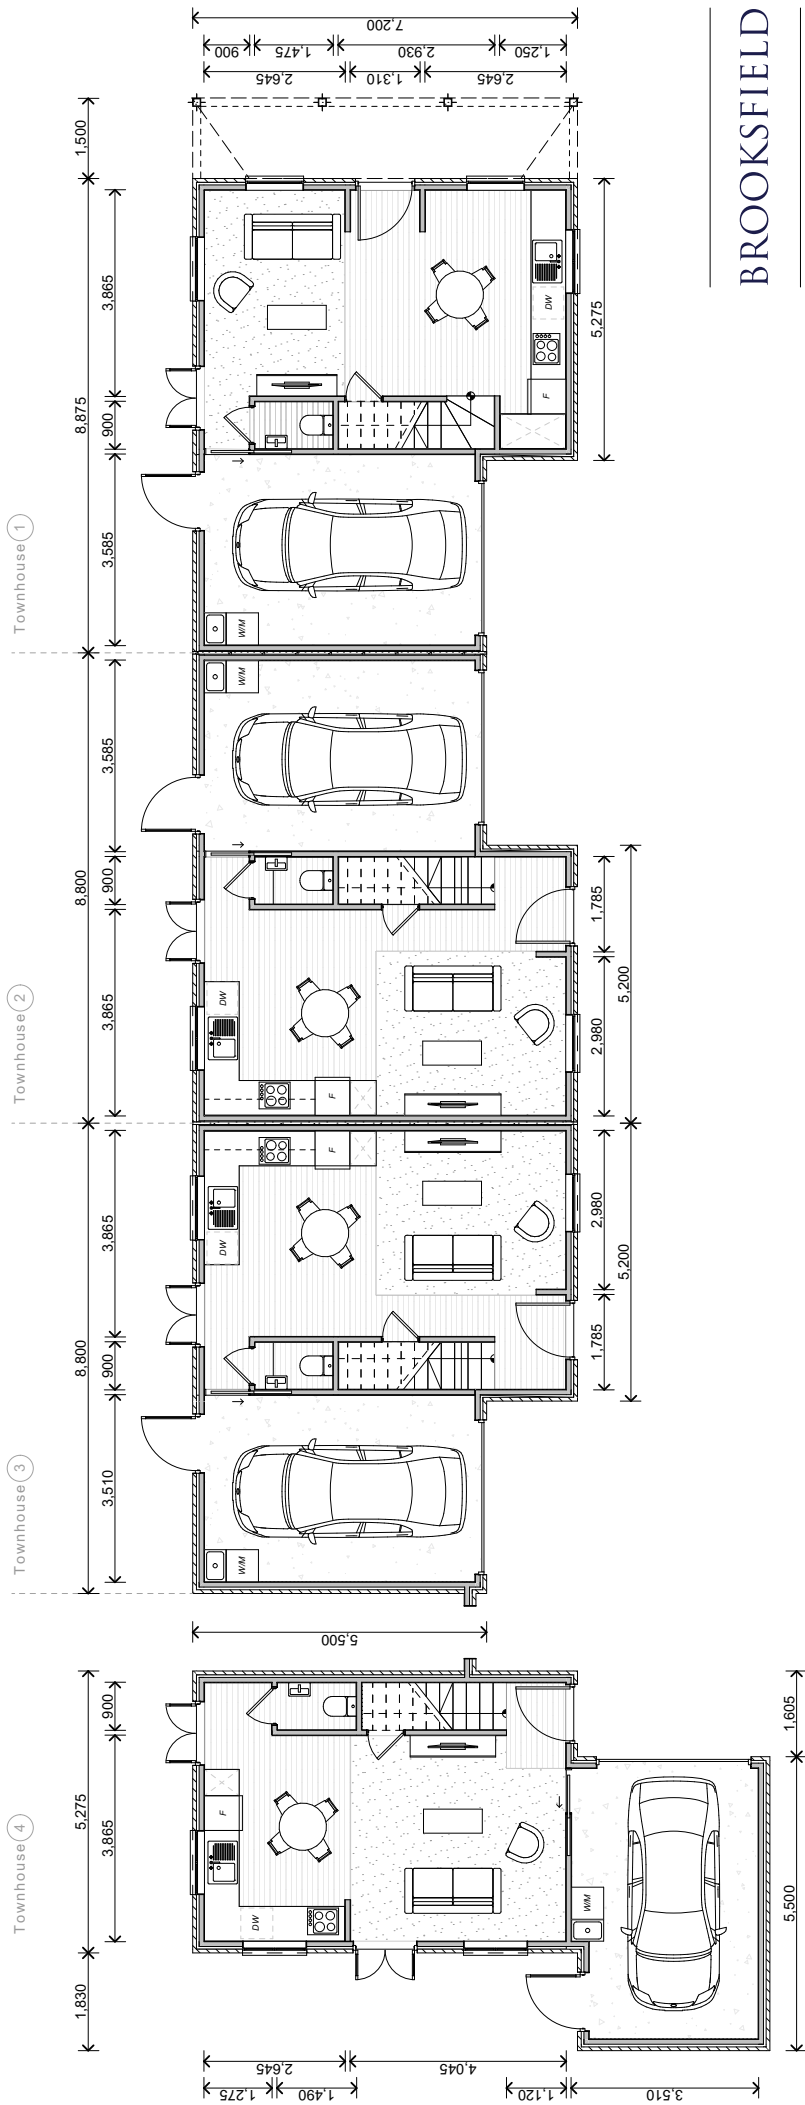 BROOKSFIELD
7,200
900
1,475
2,930
1,250
2,645
1,310
2,645
1,500
3,865
8,875
900
3,585
5,275
DW
F
W/M
Townhouse 1
W/M
3,585
8,800
900
3,865
1,785
5,200
2,980
DW
F
Townhouse 2
F
DW
3,865
8,800
900
3,510
2,980
5,200
1,785
W/M
Townhouse 3
5,500
900
5,275
3,865
1,830
1,605
5,500
F
DW
W/M
Townhouse 4
2,645
4,045
1,275
1,490
1,120
3,510